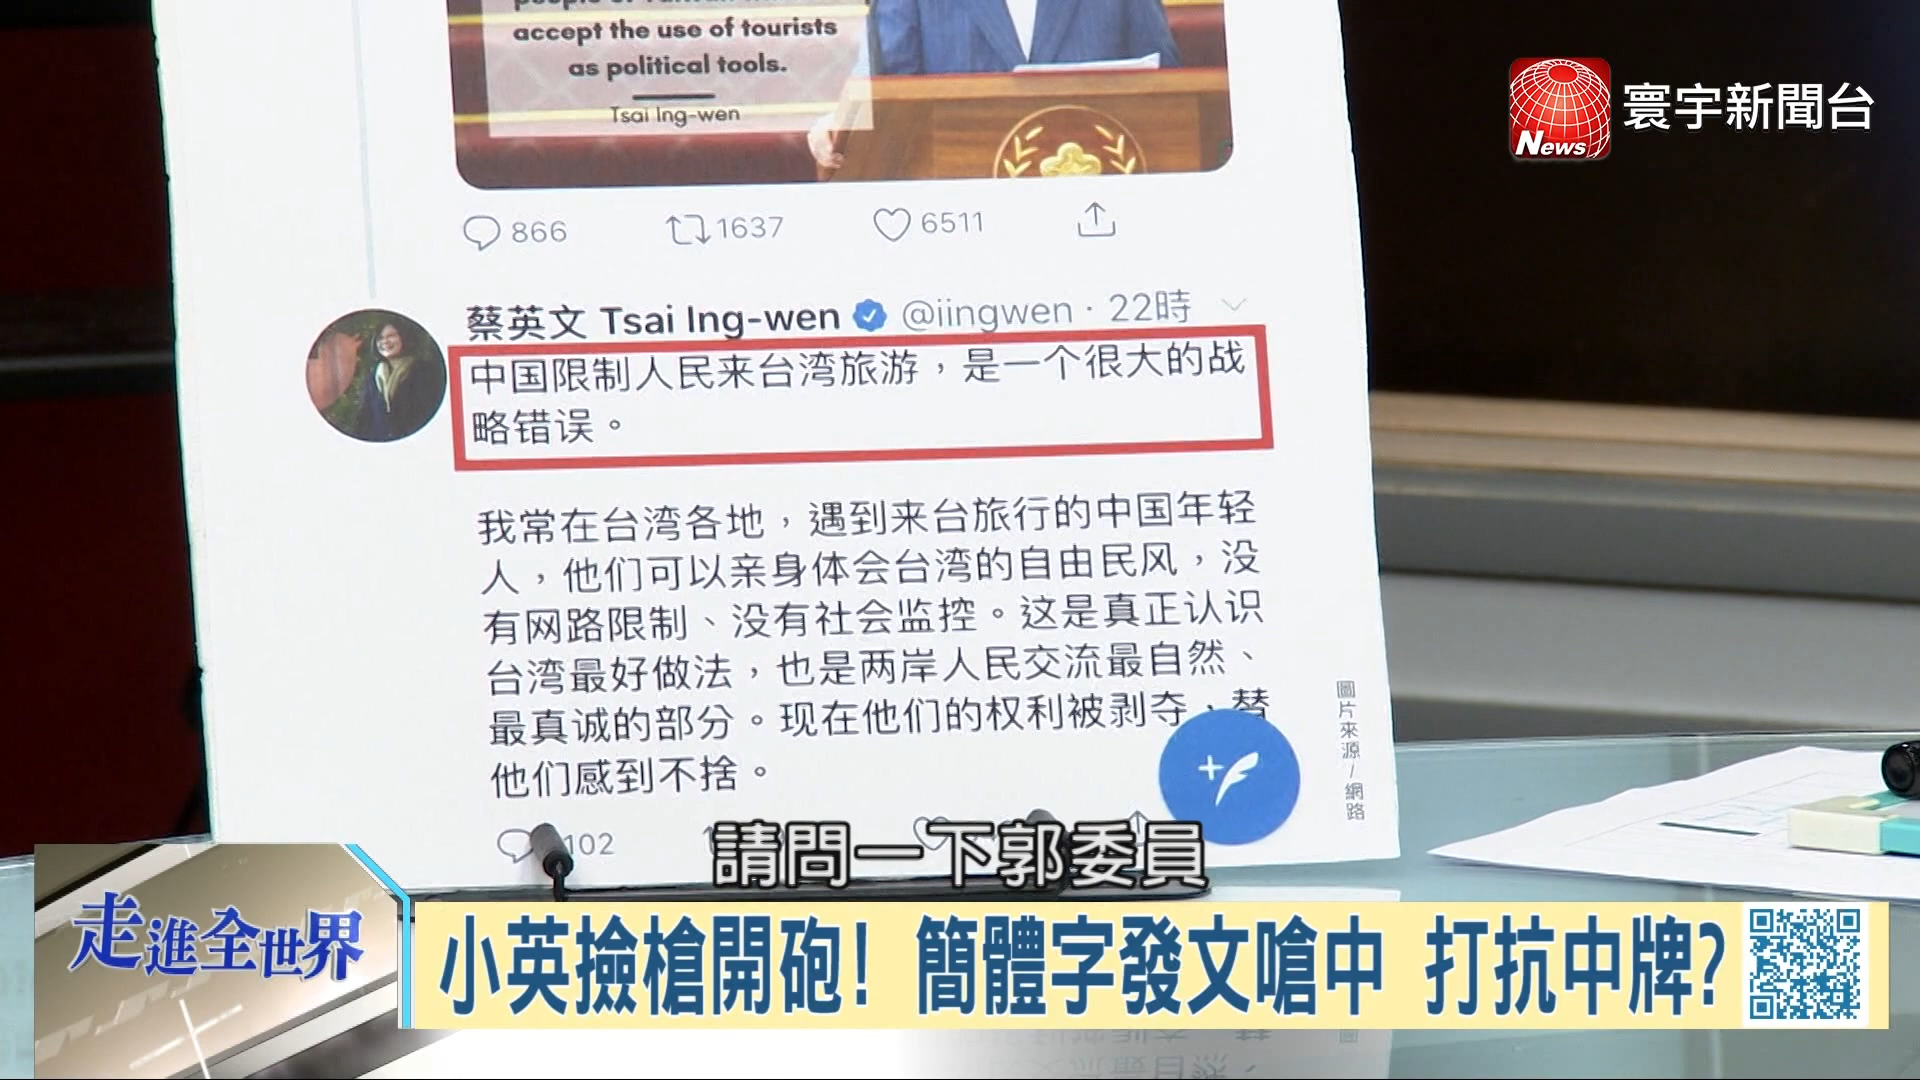 accept the use of tourists
as political tools.
Tsai Ing-wen
News
寰宇新聞台
866
1637
6511
蔡英文 Tsai Ing-wen @iingwen · 22時
中国限制人民来台湾旅游，是一个很大的战
略错误。
我常在台湾各地，遇到来台旅行的中国年轻
人，他们可以亲身体会台湾的自由民风，没
有网路限制、没有社会监控。这是真正认识
台湾最好做法，也是两岸人民交流最自然、
最真诚的部分。现在他们的权利被剥夺，替
他们感到不捨。
102
圖片來源/網路
請問一下郭委員
走進全世界
小英撿槍開砲! 簡體字發文嗆中 打抗中牌?